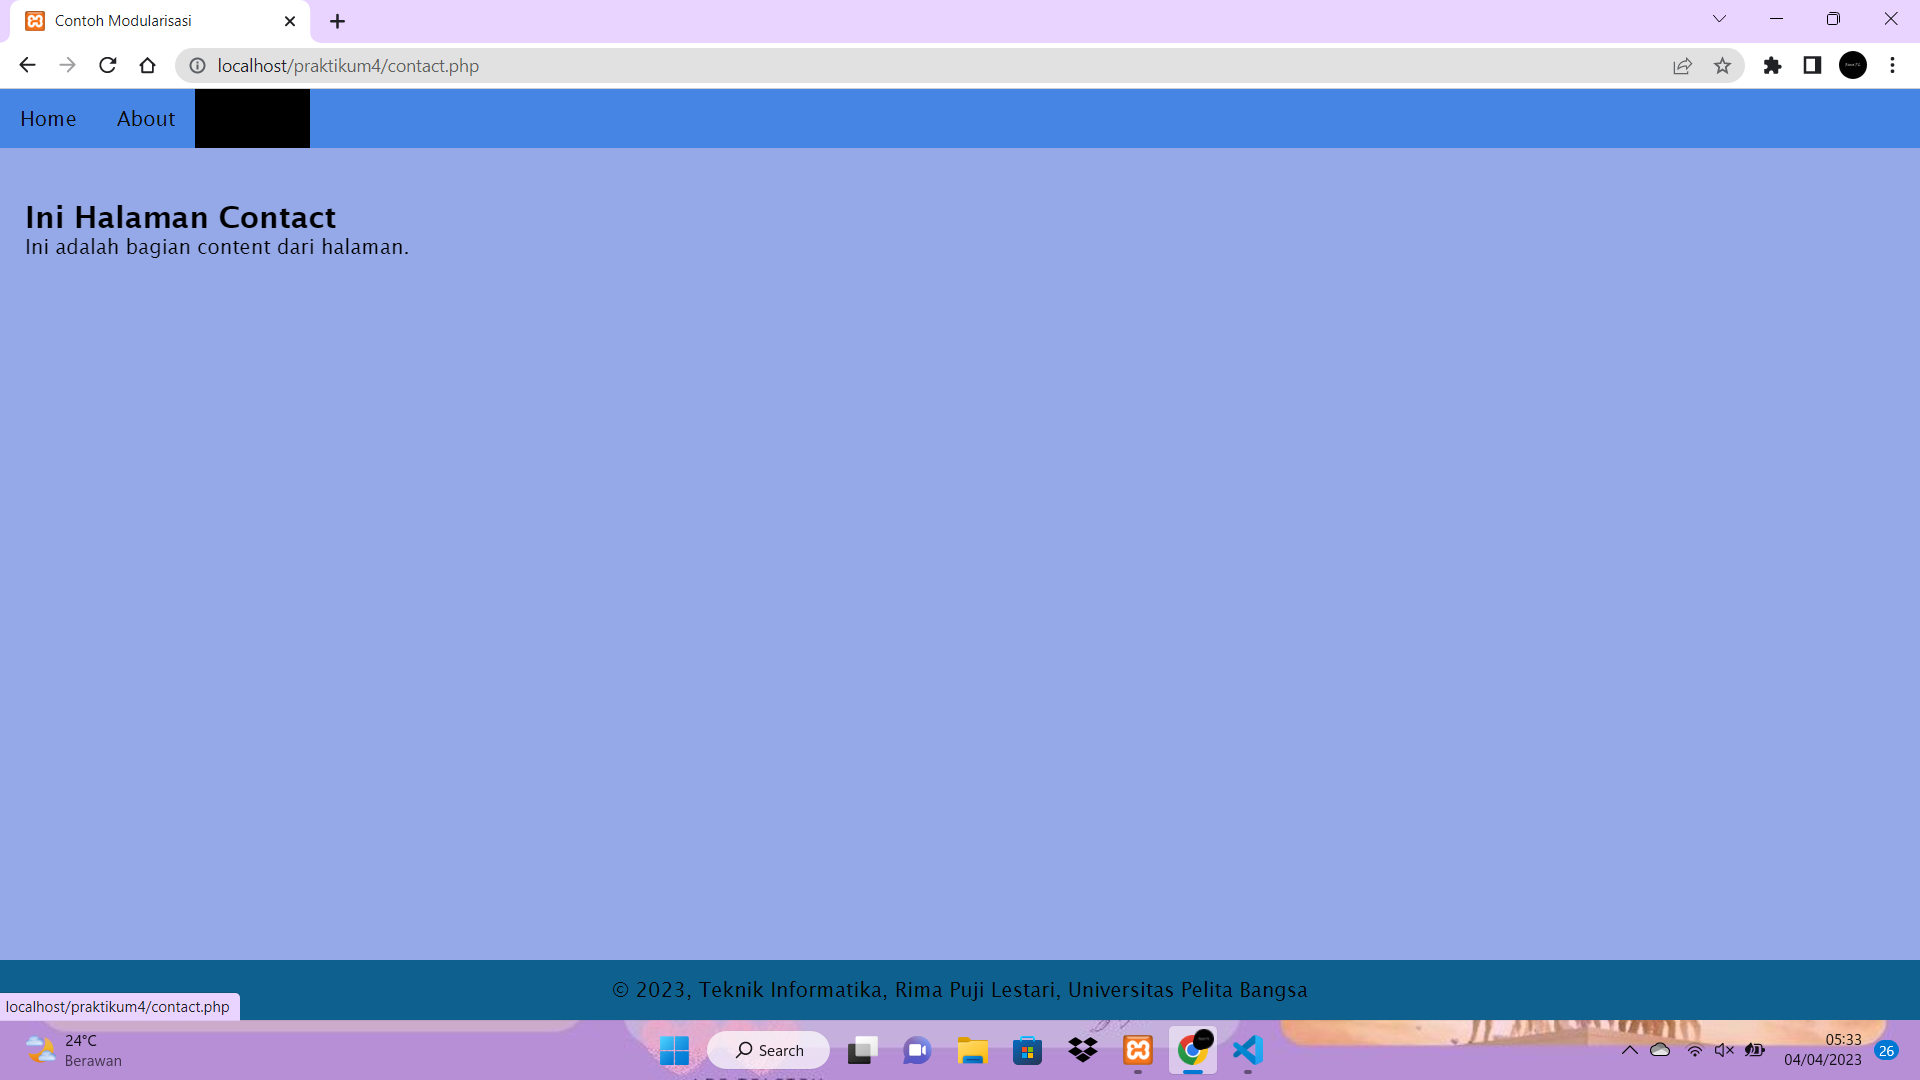 Contoh Modularisasi
localhost/praktikum4/contact.php
Home About
Ini Halaman Contact
Ini adalah bagian content dari halaman.
© 2023, Teknik Informatika, Rima Puji Lestari, Universitas Pelita Bangsa
localhost/praktikum4/contact.php
24°C
Berawan
Search
05:33
04/04/2023
26